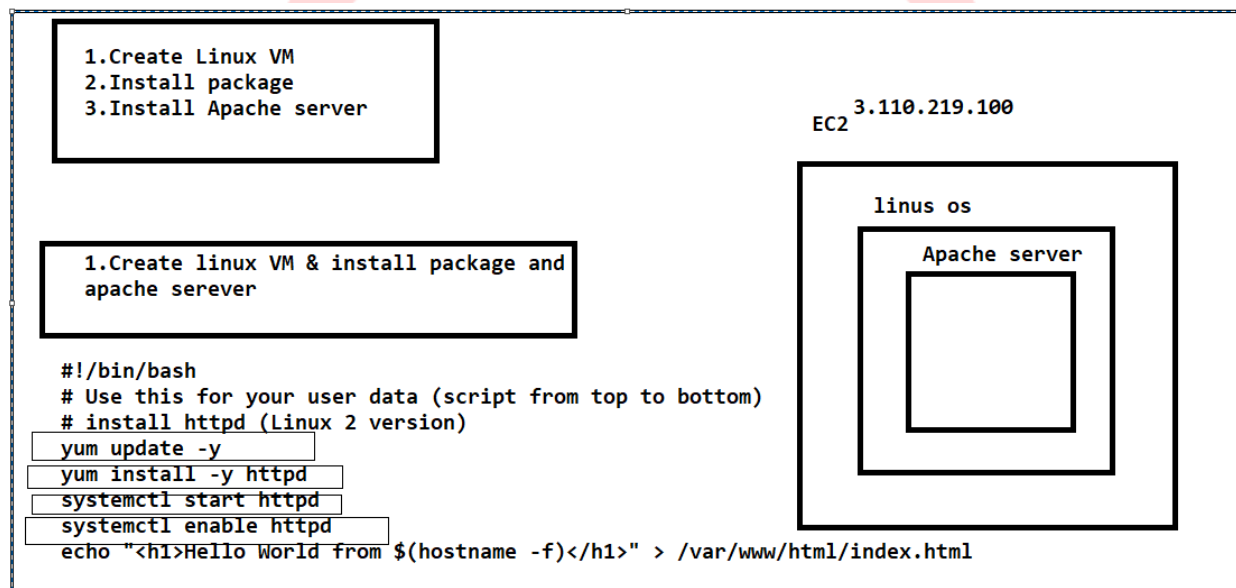 1.Create Linux VM
2.Install package
3.Install Apache server
3.110.219.100
EC2
linus os
Apache server
1.Create linux VM & install package and
apache serever
#!/bin/bash
# Use this for your user data (script from top to bottom)
# install httpd (Linux 2 version)
yum update -y
yum install -y httpd
systemctl start httpd
systemctl enable httpd
echo "<h1>Hello World from $(hostname -f)</h1>" > /var/www/html/index.html